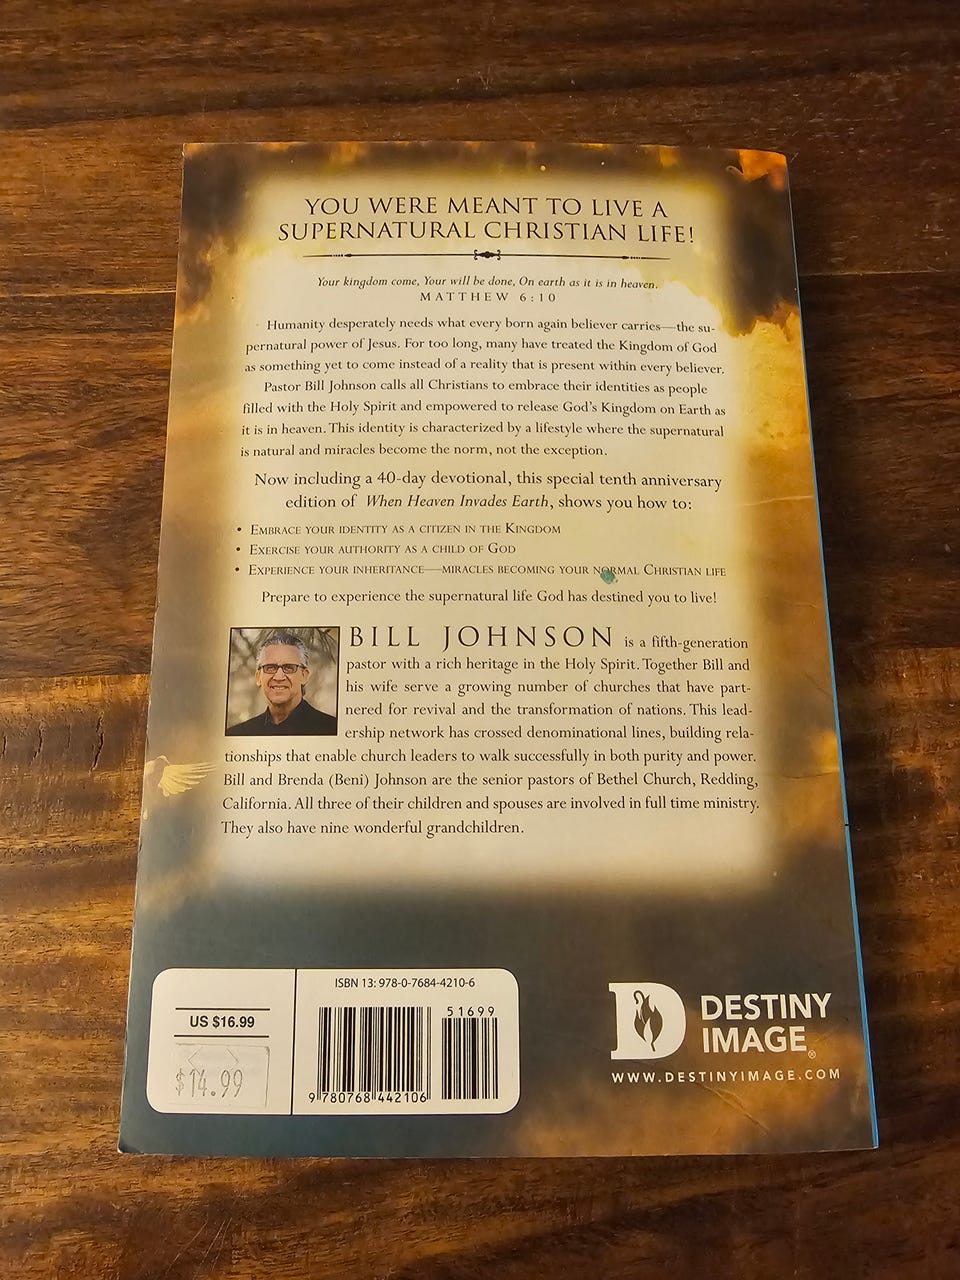 YOU WERE MEANT TO LIVE A
SUPERNATURAL CHRISTIAN LIFE!
Your kingdom come, Your will be done, On earth as it is in heaven.
MATTHEW 6:10
Humanity desperately needs what every born again believer carries—the su-
pernatural power of Jesus. For too long, many have treated the Kingdom of God
as something yet to come instead of a reality that is present within every believer.
Pastor Bill Johnson calls all Christians to embrace their identities as people
filled with the Holy Spirit and empowered to release God's Kingdom on Earth as
it is in heaven. This identity is characterized by a lifestyle where the supernatural
is natural and miracles become the norm, not the exception.
Now including a 40-day devotional, this special tenth anniversary
edition of When Heaven Invades Earth, shows you how to:
• EMBRACE YOUR IDENTITY AS A CITIZEN IN THE KINGDOM
• EXERCISE YOUR AUTHORITY AS A CHILD OF GOD
• EXPERIENCE YOUR INHERITANCE—MIRACLES BECOMING YOUR NORMAL CHRISTIAN LIFE
Prepare to experience the supernatural life God has destined you to live!
BILL JOHNSON is a fifth-generation
pastor with a rich heritage in the Holy Spirit. Together Bill and
his wife serve a growing number of churches that have part-
nered for revival and the transformation of nations. This lead-
ership network has crossed denominational lines, building rela-
tionships that enable church leaders to walk successfully in both purity and power.
Bill and Brenda (Beni) Johnson are the senior pastors of Bethel Church, Redding,
California. All three of their children and spouses are involved in full time ministry.
They also have nine wonderful grandchildren.
US $16.99
$14.99
ISBN 13: 978-0-7684-4210-6
51699
9 780768 442106
D DESTINY
IMAGE®
WWW.DESTINYIMAGE.COM